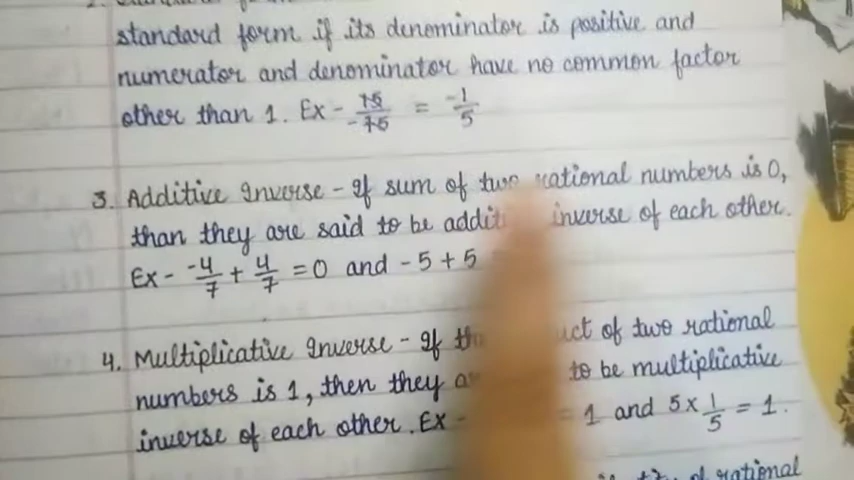 standard form if its denominator is positive and
numerator and denominator have no common factor
other than 1. Ex - 15/-75 = -1/5
3. Additive Inverse - If sum of two rational numbers is 0,
than they are said to be additi inverse of each other.
Ex - -4/7 + 4/7 = 0 and -5+5
4. Multiplicative Inverse - If th uct of two rational
numbers is 1, then they a to be multiplicative
inverse of each other. Ex - = 1 and 5 x 1/5 = 1.
of rational